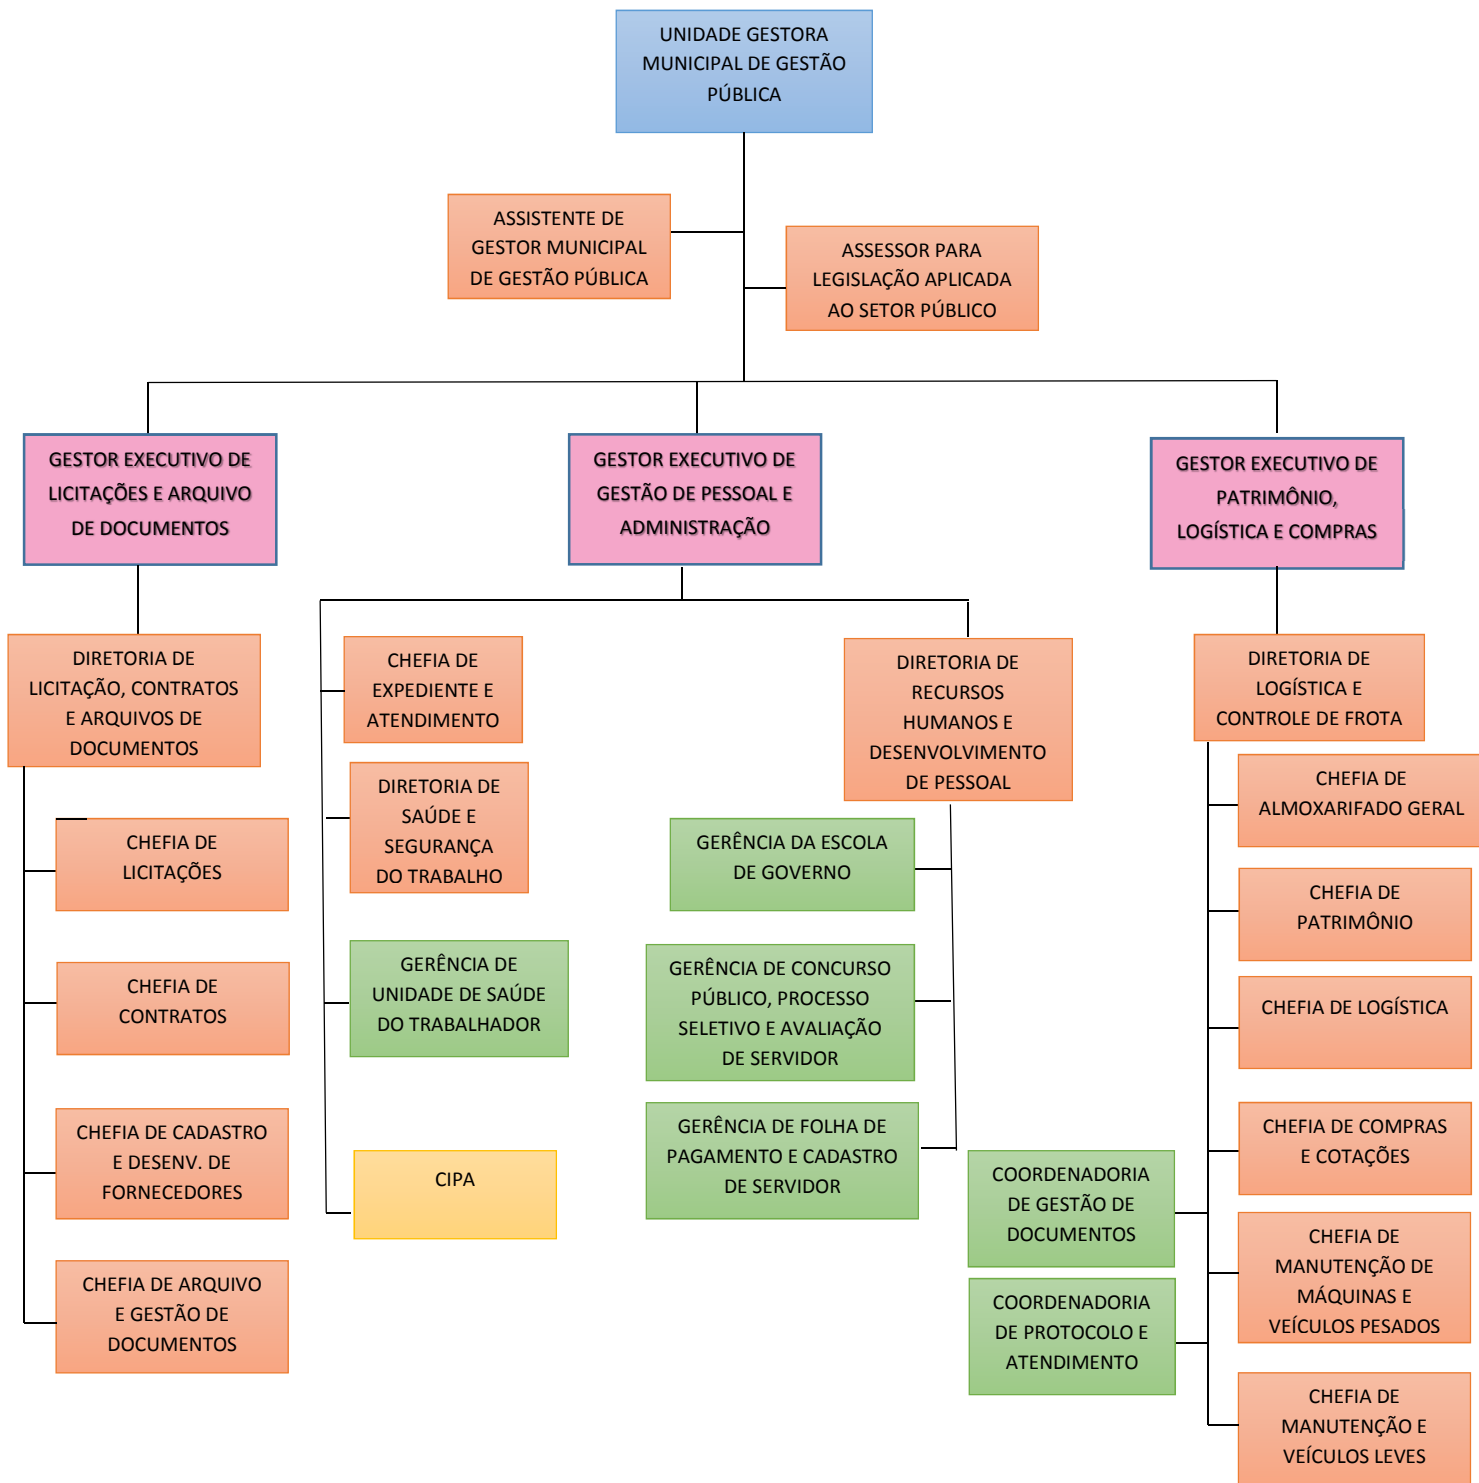 UNIDADE GESTORA
MUNICIPAL DE GESTÃO
PÚBLICA
ASSISTENTE DE
GESTOR MUNICIPAL
DE GESTÃO PÚBLICA
ASSESSOR PARA
LEGISLAÇÃO APLICADA
AO SETOR PÚBLICO
GESTOR EXECUTIVO DE
LICITAÇÕES E ARQUIVO
DE DOCUMENTOS
GESTOR EXECUTIVO DE
GESTÃO DE PESSOAL E
ADMINISTRAÇÃO
GESTOR EXECUTIVO DE
PATRIMÔNIO,
LOGÍSTICA E COMPRAS
DIRETORIA DE
LICITAÇÃO, CONTRATOS
E ARQUIVOS DE
DOCUMENTOS
CHEFIA DE
LICITAÇÕES
CHEFIA DE
CONTRATOS
CHEFIA DE CADASTRO
E DESENV. DE
FORNECEDORES
CHEFIA DE ARQUIVO
E GESTÃO DE
DOCUMENTOS
CHEFIA DE
EXPEDIENTE E
ATENDIMENTO
DIRETORIA DE
SAÚDE E
SEGURANÇA
DO TRABALHO
GERÊNCIA DE
UNIDADE DE SAÚDE
DO TRABALHADOR
CIPA
DIRETORIA DE
RECURSOS
HUMANOS E
DESENVOLVIMENTO
DE PESSOAL
GERÊNCIA DA ESCOLA
DE GOVERNO
GERÊNCIA DE CONCURSO
PÚBLICO, PROCESSO
SELETIVO E AVALIAÇÃO
DE SERVIDOR
GERÊNCIA DE FOLHA DE
PAGAMENTO E CADASTRO
DE SERVIDOR
DIRETORIA DE
LOGÍSTICA E
CONTROLE DE FROTA
CHEFIA DE
ALMOXARIFADO GERAL
CHEFIA DE
PATRIMÔNIO
CHEFIA DE LOGÍSTICA
CHEFIA DE COMPRAS
E COTAÇÕES
COORDENADORIA
DE GESTÃO DE
DOCUMENTOS
CHEFIA DE
MANUTENÇÃO DE
MÁQUINAS E
VEÍCULOS PESADOS
COORDENADORIA
DE PROTOCOLO E
ATENDIMENTO
CHEFIA DE
MANUTENÇÃO E
VEÍCULOS LEVES